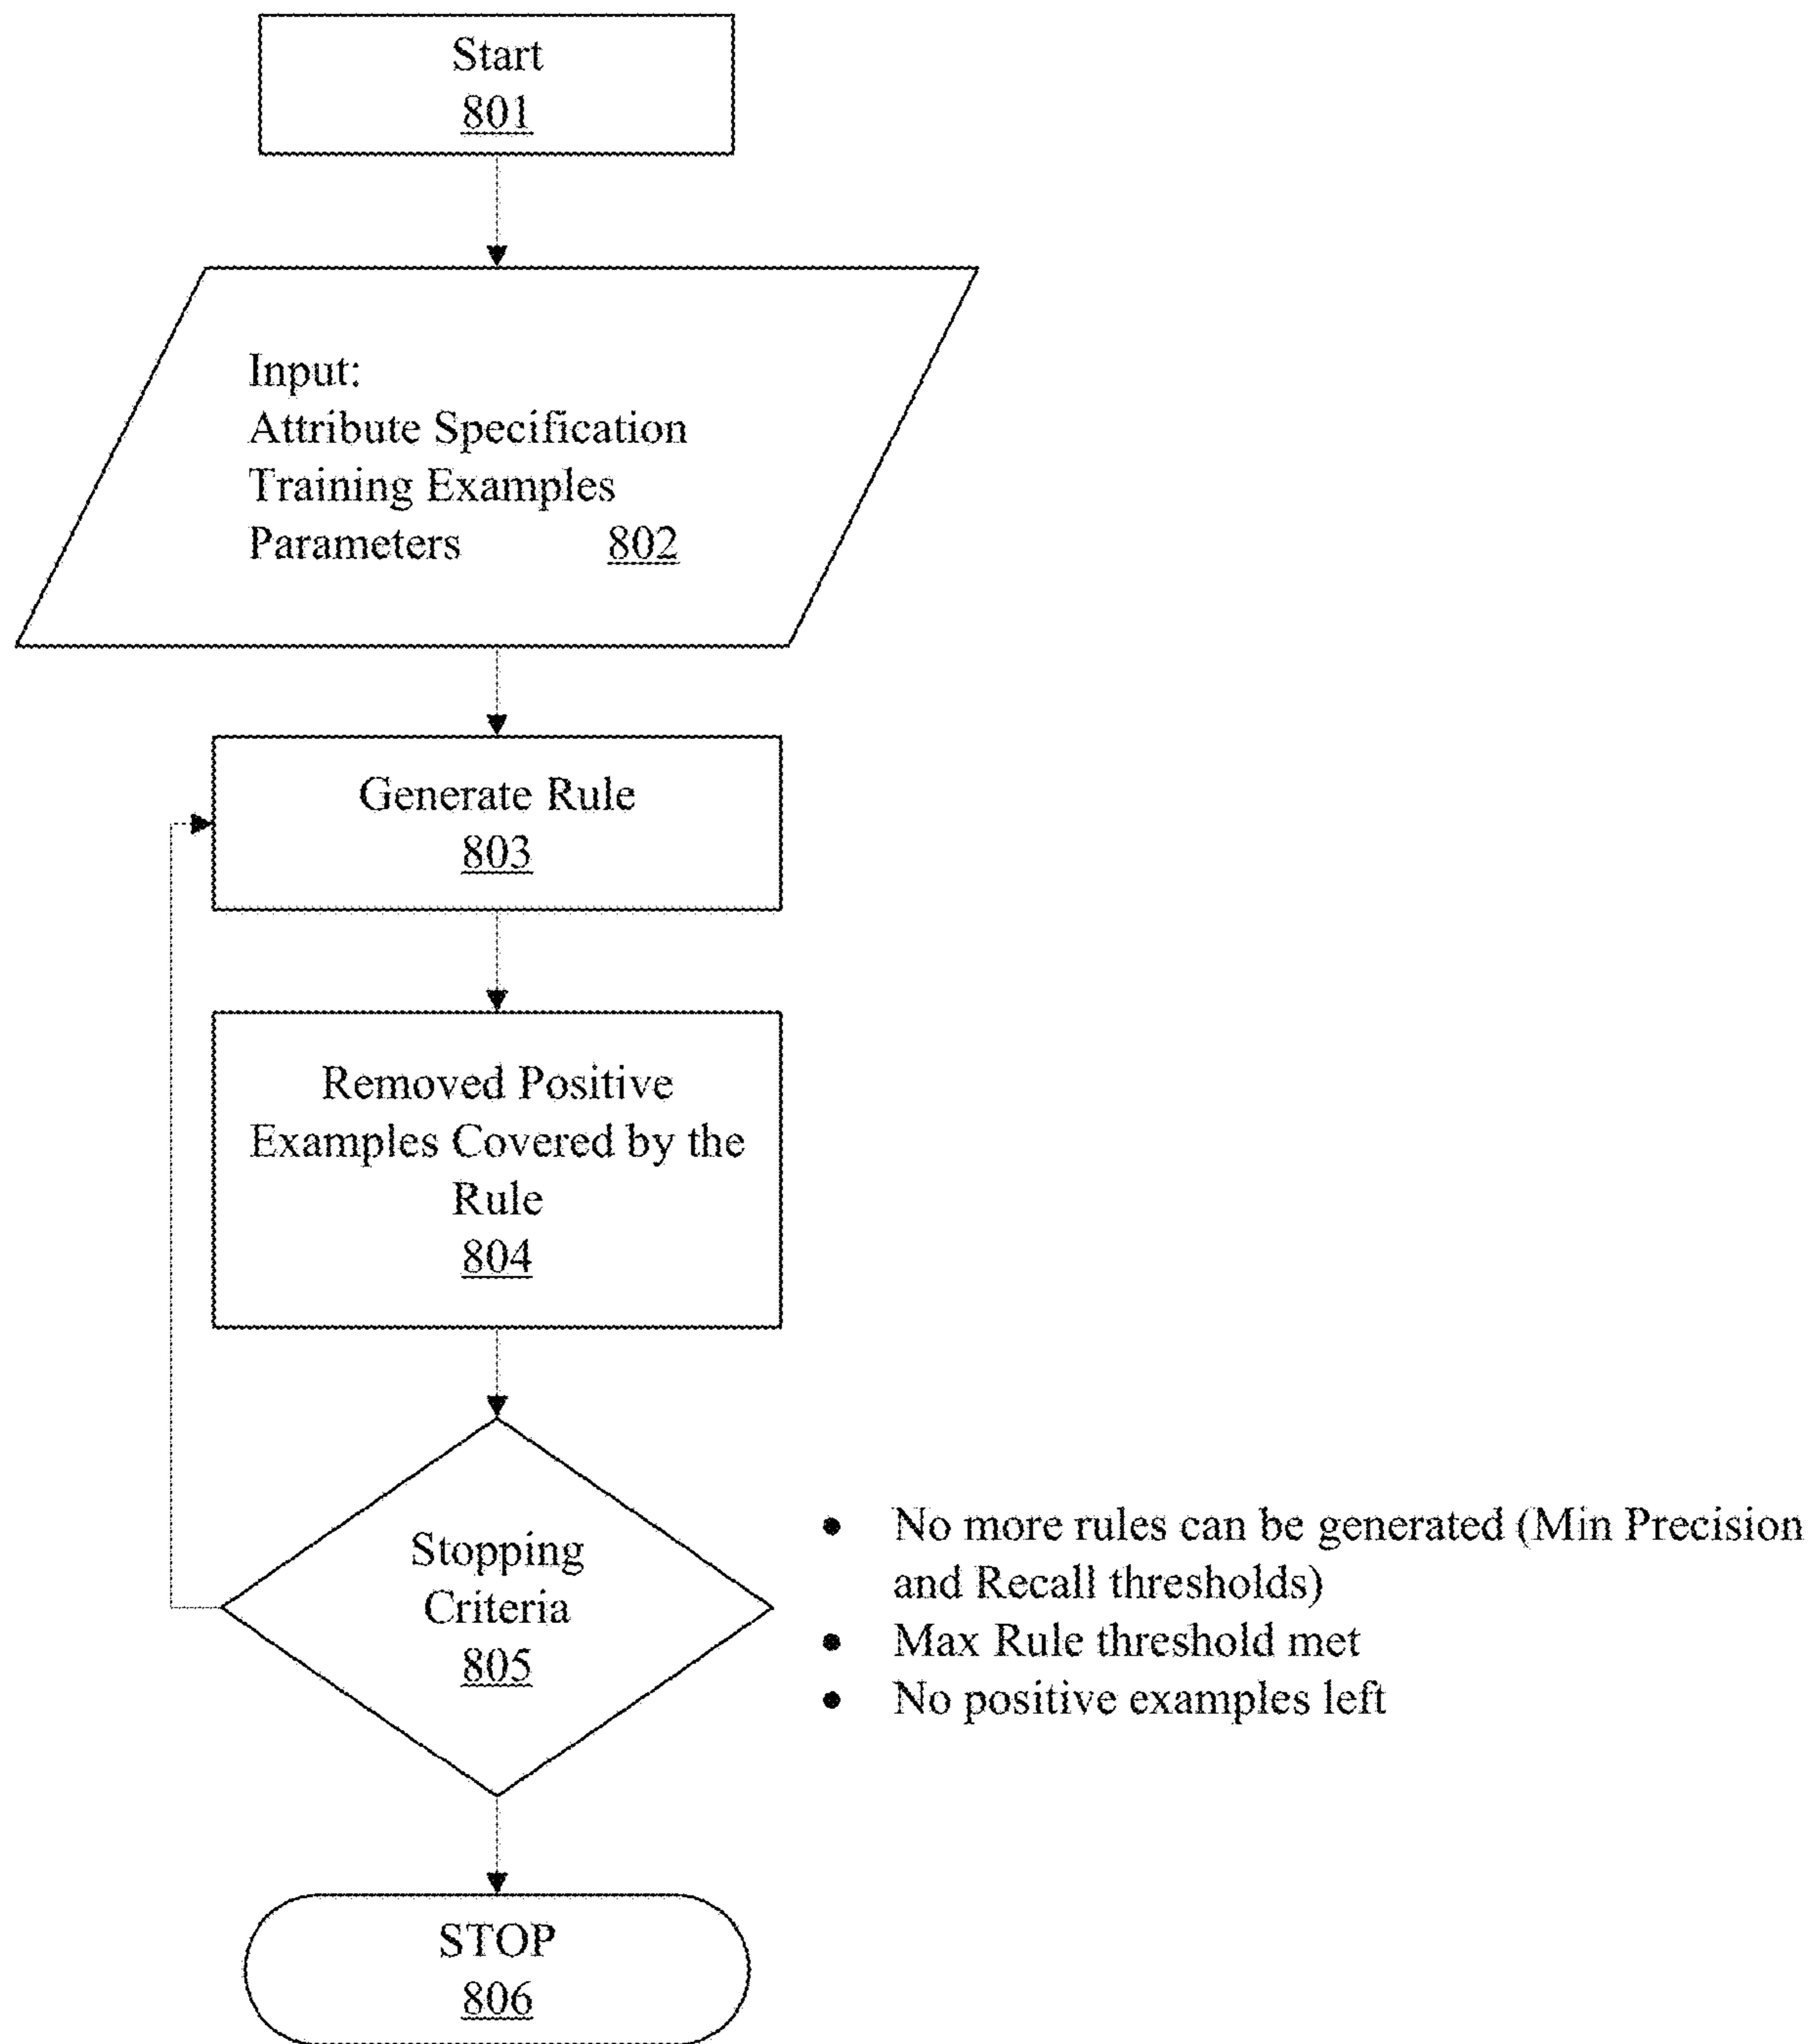 Start
801
Input:
Attribute Specification
Training Examples
Parameters 802
Generate Rule
803
Removed Positive
Examples Covered by the
Rule
804
Stopping
Criteria
805
• No more rules can be generated (Min Precision
and Recall thresholds)
• Max Rule threshold met
• No positive examples left
STOP
806